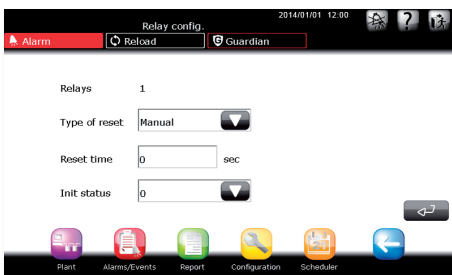 2014/01/01 12:00
Relay config.
?
Alarm Reload G Guardian
Relays 1
Type of reset Manual
Reset time 0 sec
Init status 0
Plant Alarms/Events Report Configuration Scheduler